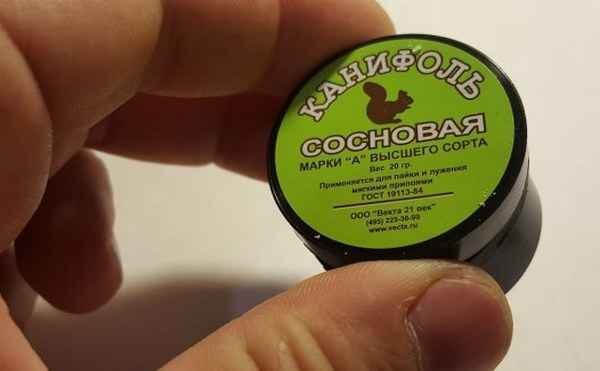 КАНИФОЛЬ
СОСНОВАЯ
МАРКИ "А" ВЫСШЕГО СОРТА
Вес 20 гр.
Применяется для пайки и лужения
мягкими припоями
ГОСТ 19113-84
ООО "Векта 21 век"
(495) 223-36-90
www.vecta.ru